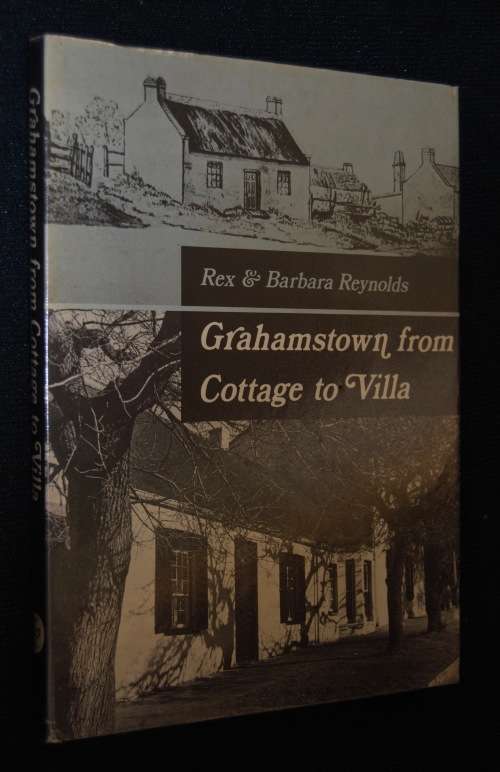 Grahamstown from Cottage to Villa
Rex & Barbara Reynolds
Grahamstown from
Cottage to Villa